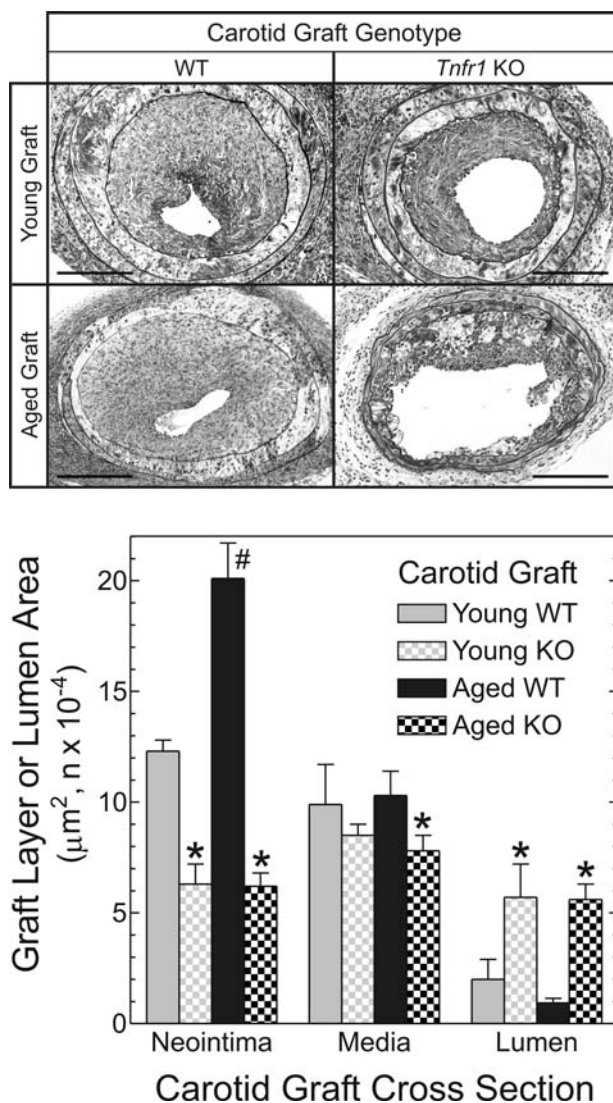 Carotid Graft Genotype
WT
Tnfr1 KO
Young Graft
Aged Graft
Graft Layer or Lumen Area
(μm², n x 10⁻⁴)
20
15
10
5
0
#
*
*
*
*
*
Carotid Graft
Young WT
Young KO
Aged WT
Aged KO
Neointima
Media
Lumen
Carotid Graft Cross Section